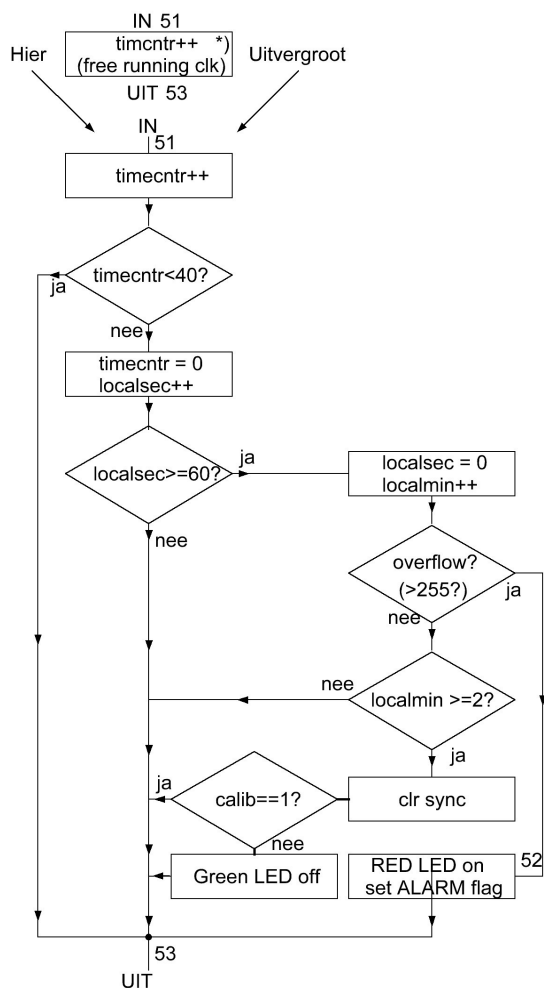 IN 51
timcntr++ *)
(free running clk)
UIT 53
Hier
Uitvergroot
IN
51
timecntr++
timecntr<40?
ja
nee
timecntr = 0
localsec++
localsec>=60?
ja
nee
localsec = 0
localmin++
overflow?
(>255?)
ja
nee
localmin >=2?
nee
ja
clr sync
calib==1?
ja
nee
Green LED off
RED LED on
set ALARM flag
52
53
UIT